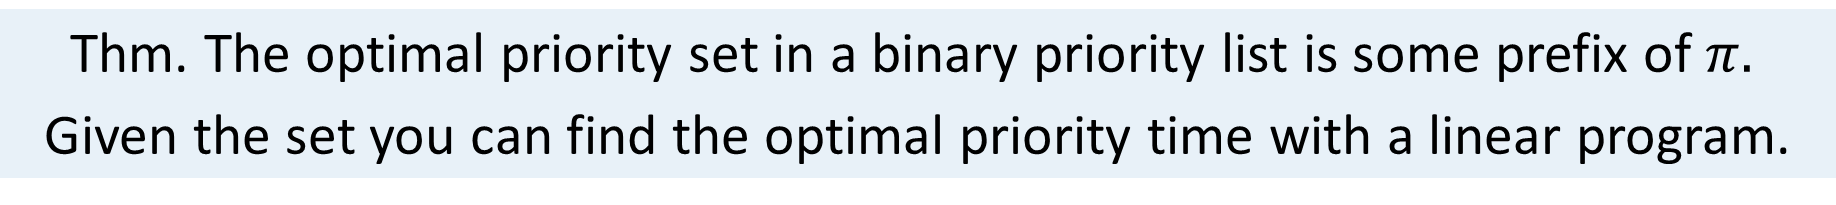 Thm. The optimal priority set in a binary priority list is some prefix of π.
Given the set you can find the optimal priority time with a linear program.